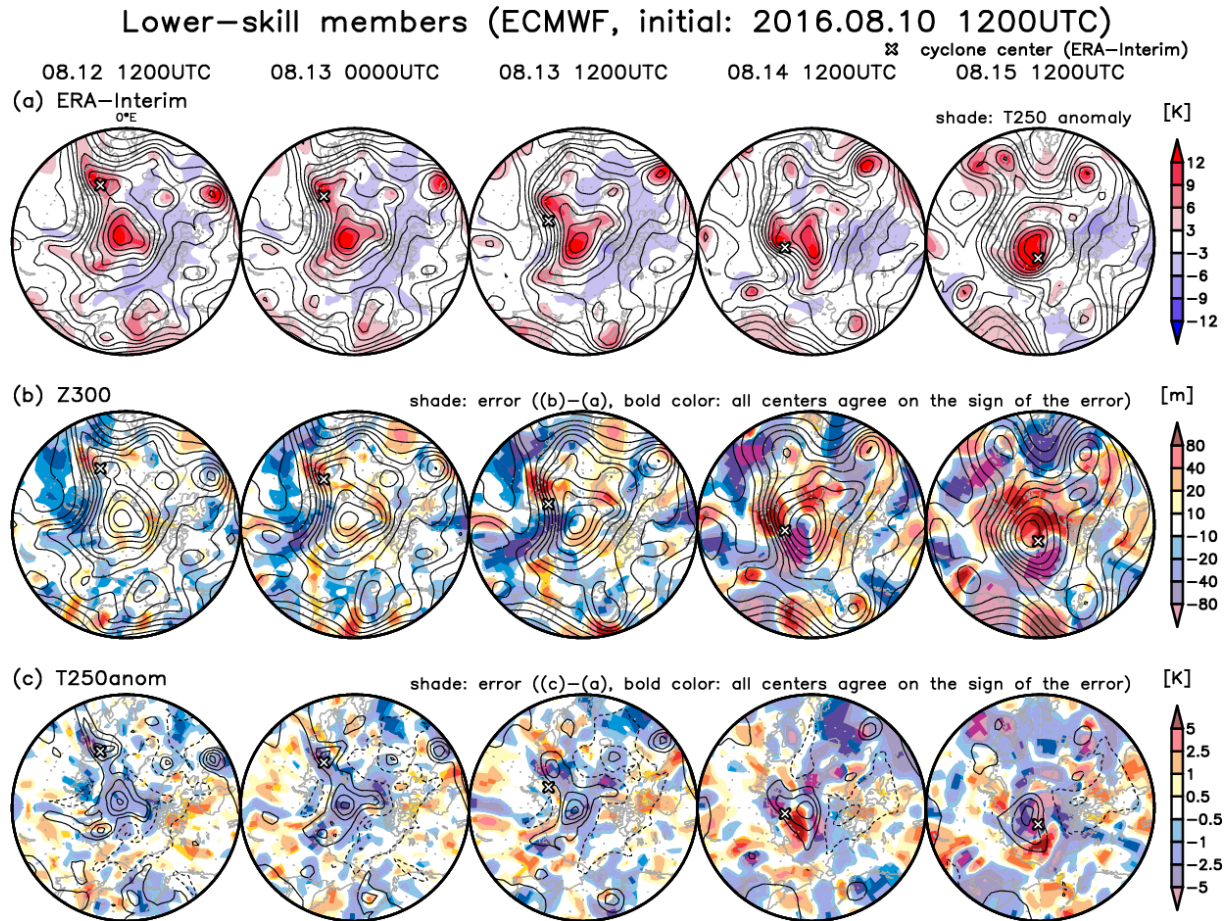 Lower-skill members (ECMWF, initial: 2016.08.10 1200UTC)
cyclone center (ERA-Interim)
08.12 1200UTC 08.13 0000UTC 08.13 1200UTC 08.14 1200UTC 08.15 1200UTC
(a) ERA-Interim
0°E
shade: T250 anomaly
[K]
12
9
6
3
-3
-6
-9
-12
(b) Z300
shade: error ((b)-(a), bold color: all centers agree on the sign of the error)
[m]
80
40
20
10
-10
-20
-40
-80
(c) T250anom
shade: error ((c)-(a), bold color: all centers agree on the sign of the error)
[K]
5
2.5
1
0.5
-0.5
-1
-2.5
-5